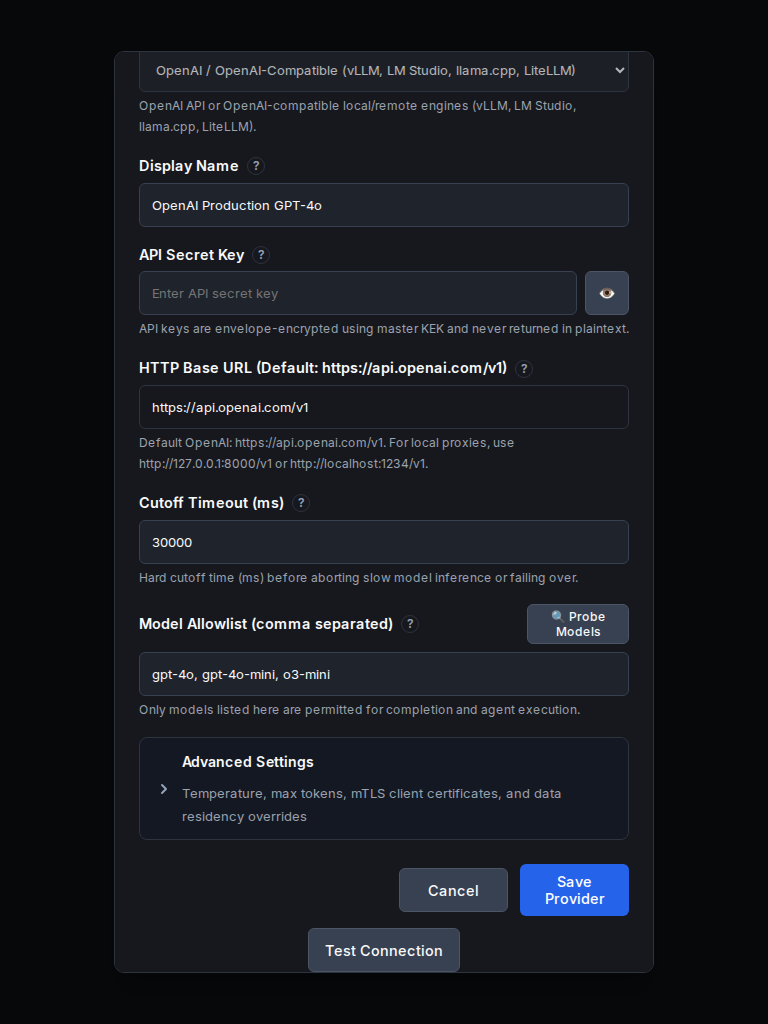 OpenAI / OpenAI-Compatible (vLLM, LM Studio, llama.cpp, LiteLLM)
OpenAI API or OpenAI-compatible local/remote engines (vLLM, LM Studio,
llama.cpp, LiteLLM).
Display Name ?
OpenAI Production GPT-4o
API Secret Key ?
Enter API secret key
API keys are envelope-encrypted using master KEK and never returned in plaintext.
HTTP Base URL (Default: https://api.openai.com/v1) ?
https://api.openai.com/v1
Default OpenAI: https://api.openai.com/v1. For local proxies, use
http://127.0.0.1:8000/v1 or http://localhost:1234/v1.
Cutoff Timeout (ms) ?
30000
Hard cutoff time (ms) before aborting slow model inference or failing over.
Model Allowlist (comma separated) ?
🔍 Probe
Models
gpt-4o, gpt-4o-mini, o3-mini
Only models listed here are permitted for completion and agent execution.
Advanced Settings
Temperature, max tokens, mTLS client certificates, and data
residency overrides
Cancel
Save
Provider
Test Connection